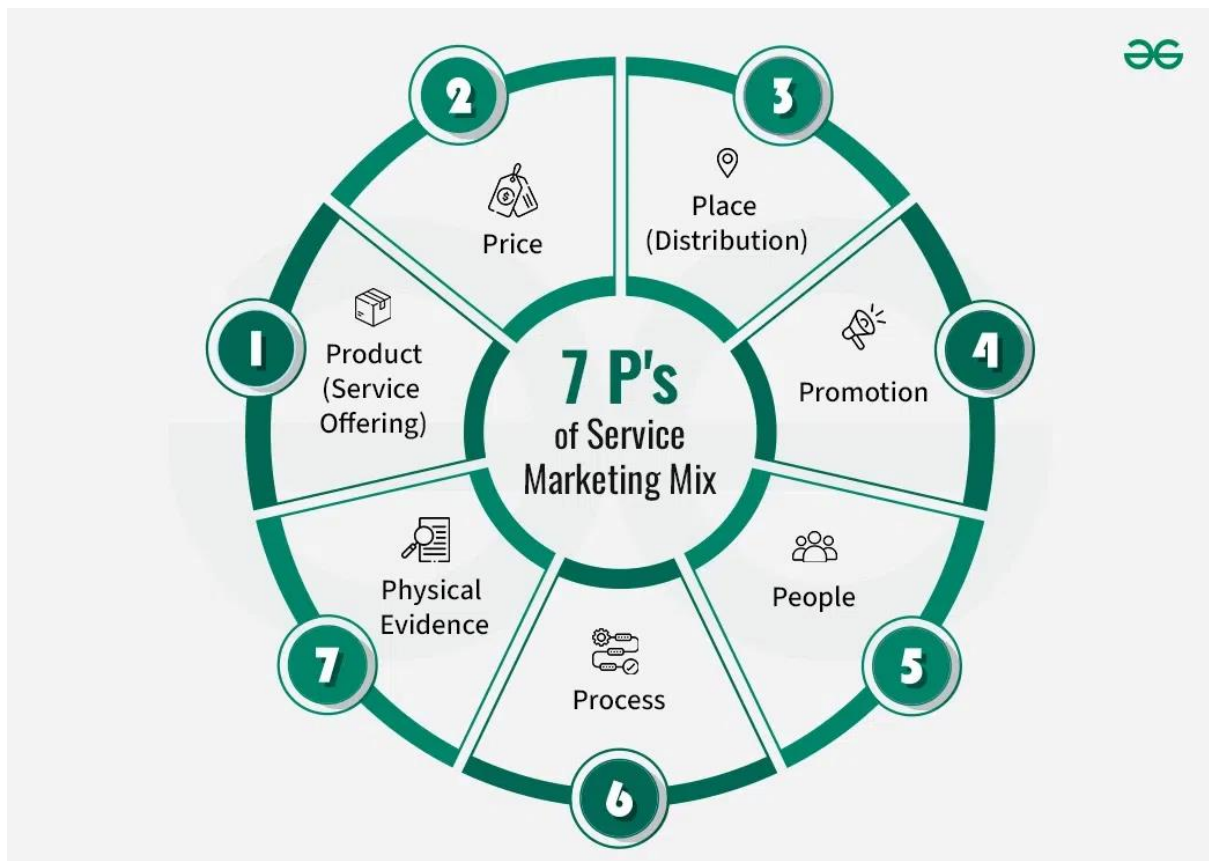 7 P's
of Service
Marketing Mix
1
Product
(Service
Offering)
2
Price
3
Place
(Distribution)
4
Promotion
5
People
6
Process
7
Physical
Evidence